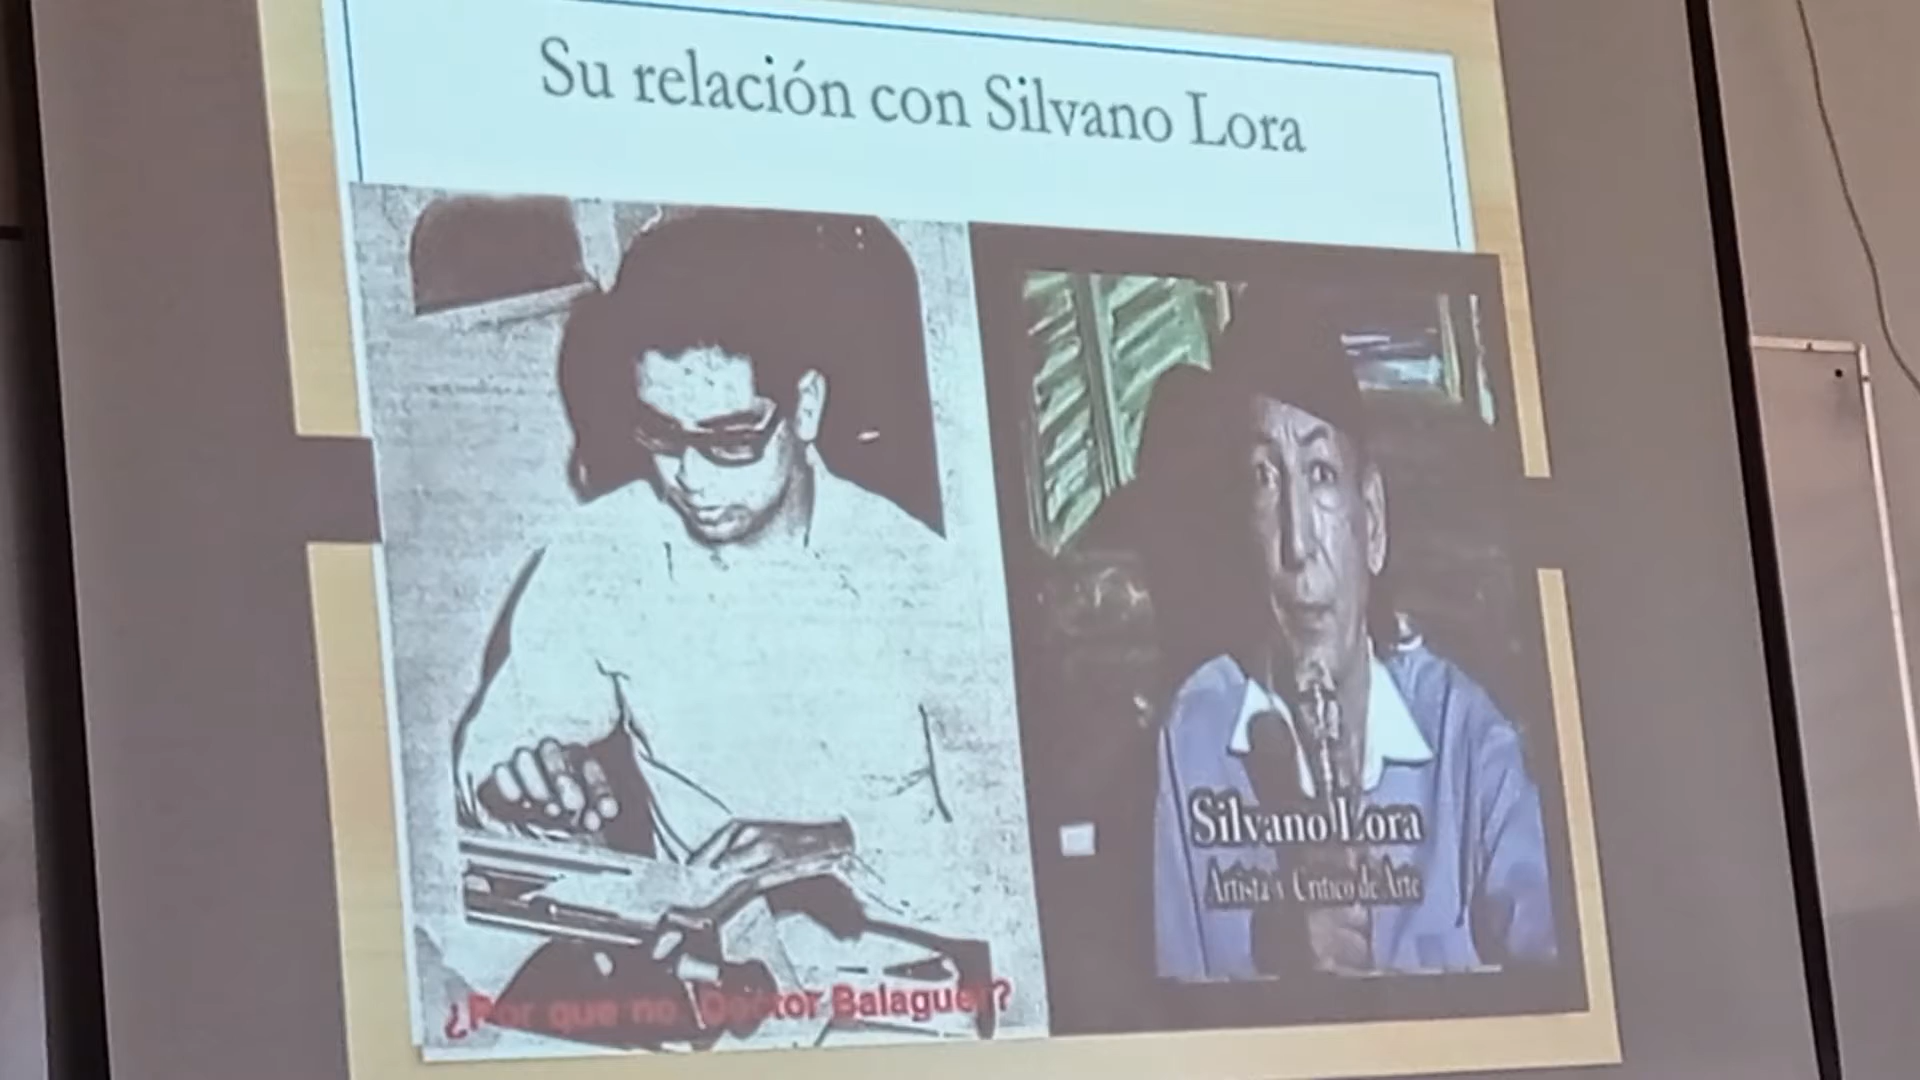 Su relación con Silvano Lora
¿Por que no Doctor Balaguer?
Silvano Lora
Artista y Critico de Arte